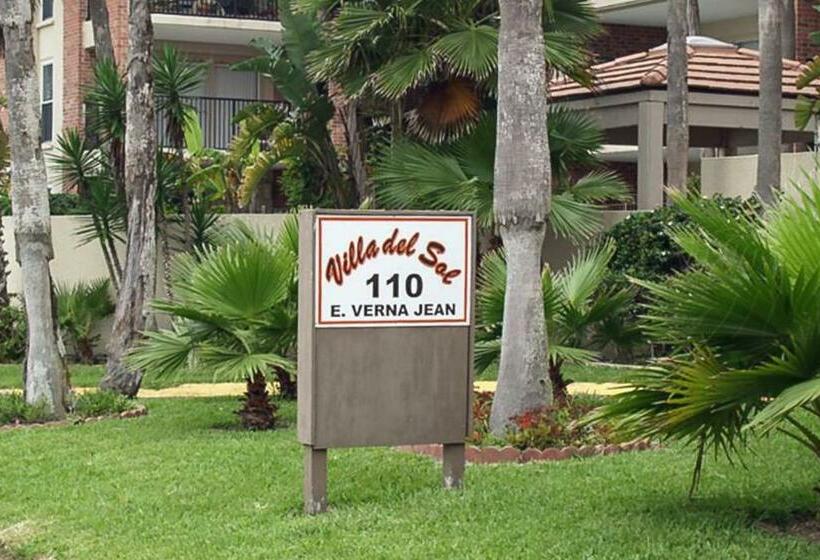 Villa del Sol
110
E. VERNA JEAN